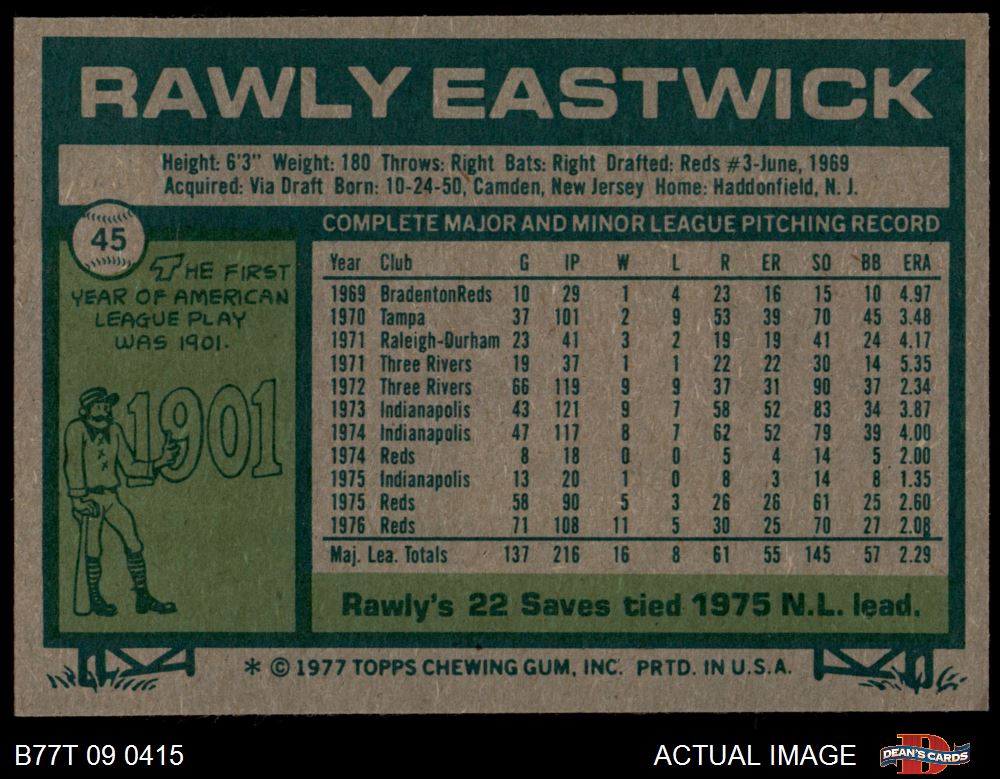 RAWLY EASTWICK
Height: 6'3" Weight: 180 Throws: Right Bats: Right Drafted: Reds #3-June, 1969
Acquired: Via Draft Born: 10-24-50, Camden, New Jersey Home: Haddonfield, N. J.
45
THE FIRST
YEAR OF AMERICAN
LEAGUE PLAY
WAS 1901.
1901
COMPLETE MAJOR AND MINOR LEAGUE PITCHING RECORD
Year Club G IP W L R ER SO BB ERA
1969 BradentonReds 10 29 1 4 23 16 15 10 4.97
1970 Tampa 37 101 2 9 53 39 70 45 3.48
1971 Raleigh-Durham 23 41 3 2 19 19 41 24 4.17
1971 Three Rivers 19 37 1 1 22 22 30 14 5.35
1972 Three Rivers 66 119 9 9 37 31 90 37 2.34
1973 Indianapolis 43 121 9 7 58 52 83 34 3.87
1974 Indianapolis 47 117 8 7 62 52 79 39 4.00
1974 Reds 8 18 0 0 5 4 14 5 2.00
1975 Indianapolis 13 20 1 0 8 3 14 8 1.35
1975 Reds 58 90 5 3 26 26 61 25 2.60
1976 Reds 71 108 11 5 30 25 70 27 2.08
Maj. Lea. Totals 137 216 16 8 61 55 145 57 2.29
Rawly's 22 Saves tied 1975 N.L. lead.
* © 1977 TOPPS CHEWING GUM, INC. PRTD. IN U.S.A.
B77T 09 0415
ACTUAL IMAGE
DEAN'S CARDS